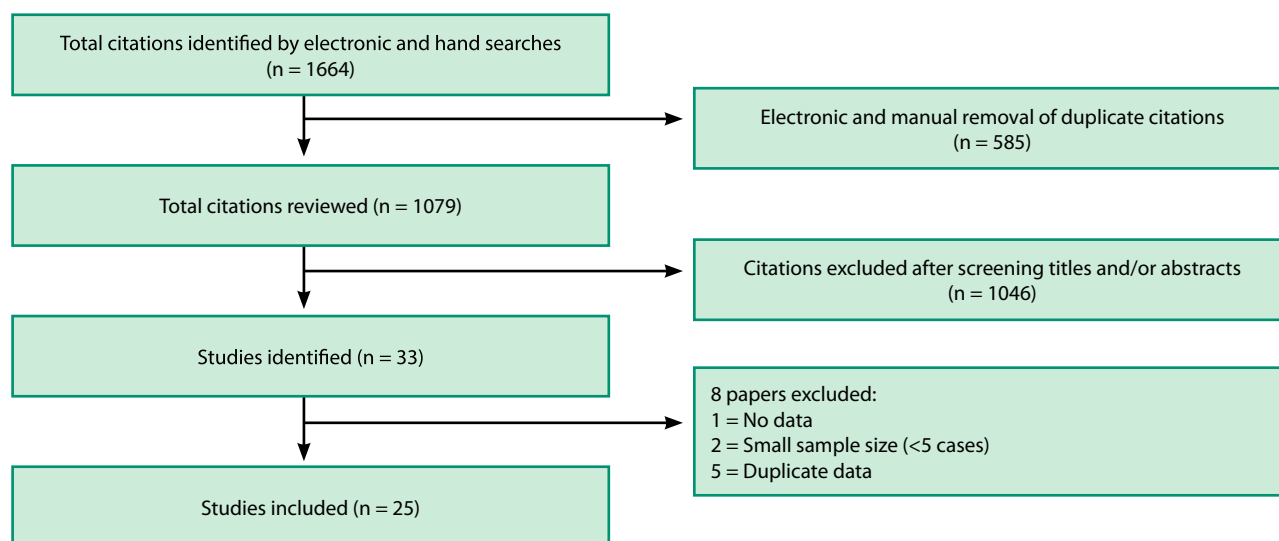 Total citations identified by electronic and hand searches
(n = 1664)
Electronic and manual removal of duplicate citations
(n = 585)
Total citations reviewed (n = 1079)
Citations excluded after screening titles and/or abstracts
(n = 1046)
Studies identified (n = 33)
8 papers excluded:
1 = No data
2 = Small sample size (<5 cases)
5 = Duplicate data
Studies included (n = 25)